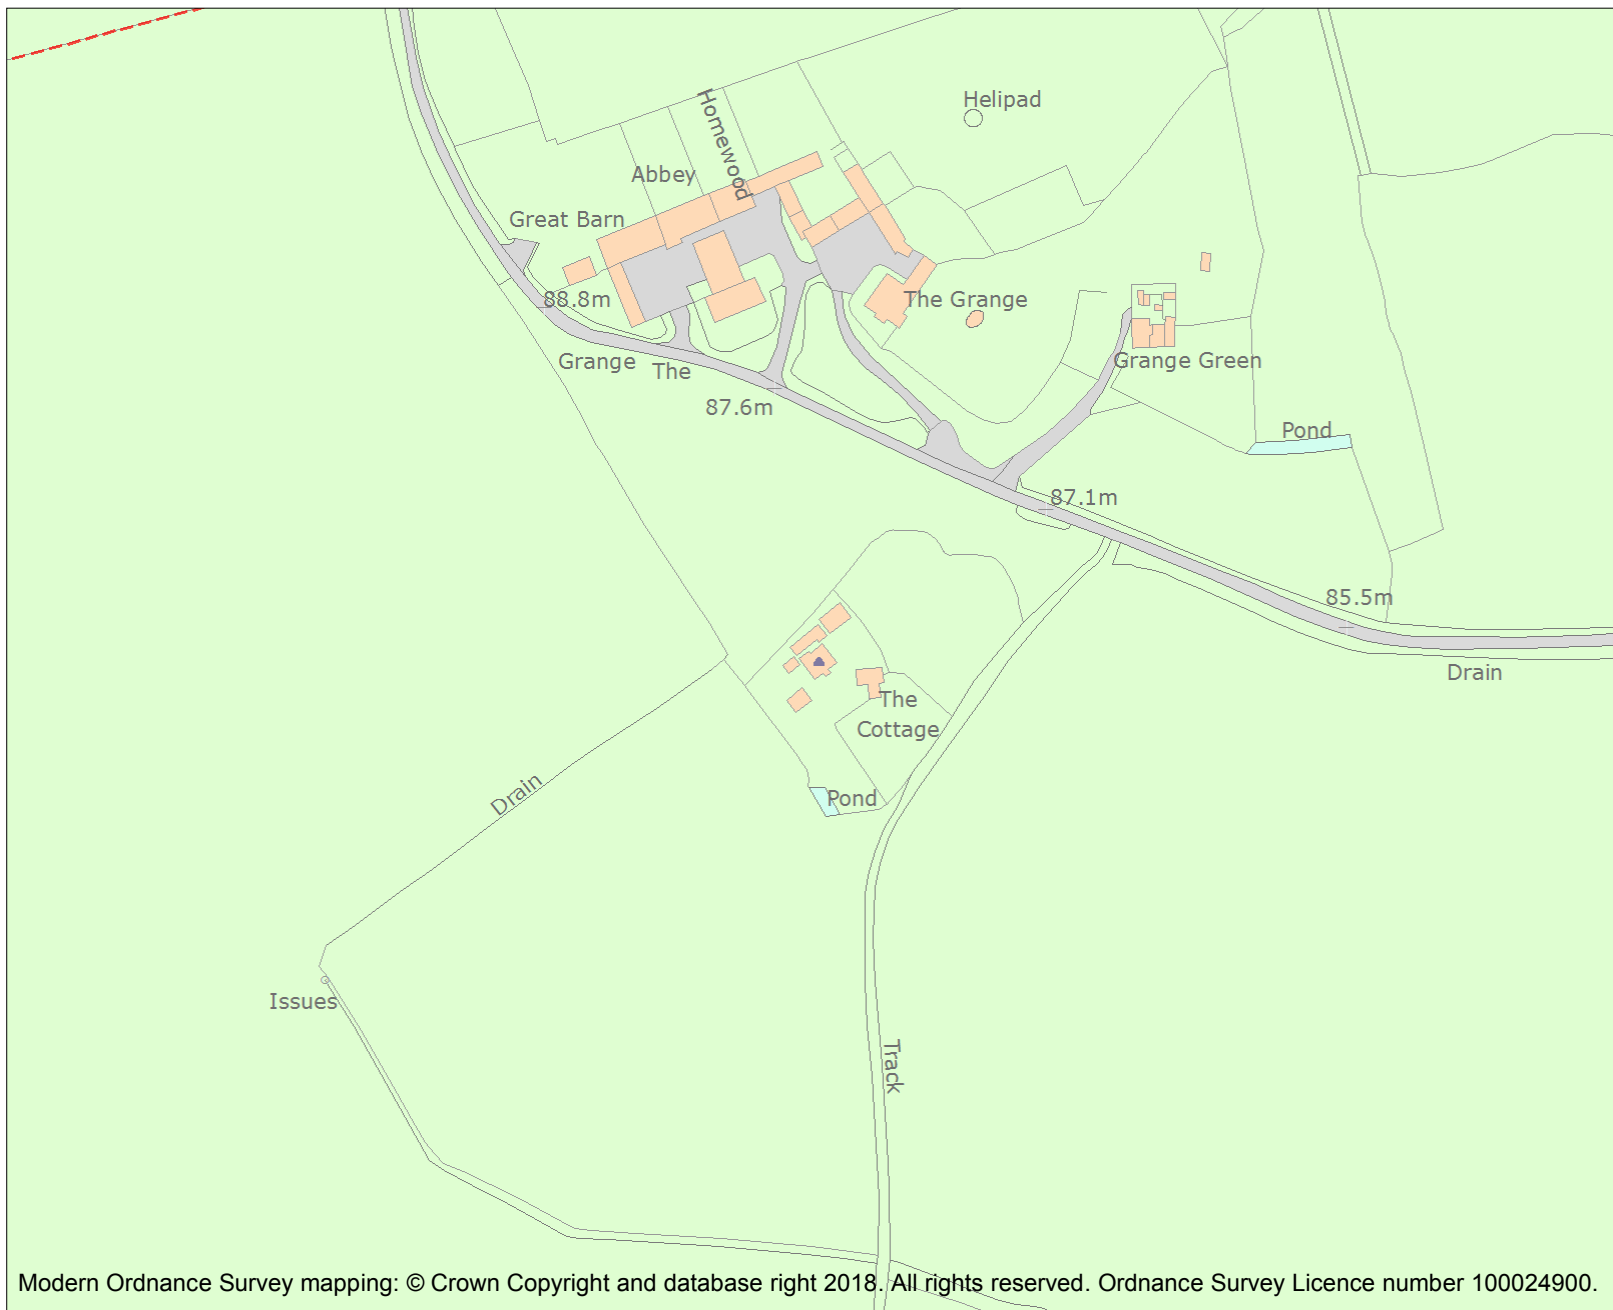 Helipad
Homewood
Abbey
Great Barn
88.8m
The Grange
Grange The
Grange Green
87.6m
Pond
87.1m
85.5m
Drain
The
Cottage
Drain
Pond
Issues
Track
Modern Ordnance Survey mapping: © Crown Copyright and database right 2018. All rights reserved. Ordnance Survey Licence number 100024900.